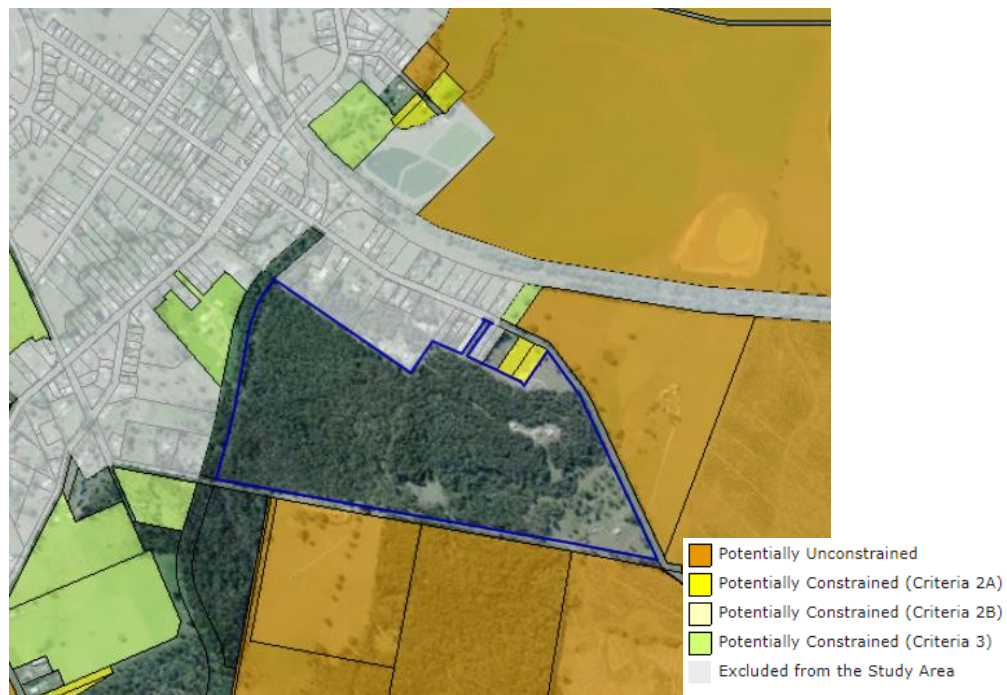 Potentially Unconstrained
Potentially Constrained (Criteria 2A)
Potentially Constrained (Criteria 2B)
Potentially Constrained (Criteria 3)
Excluded from the Study Area